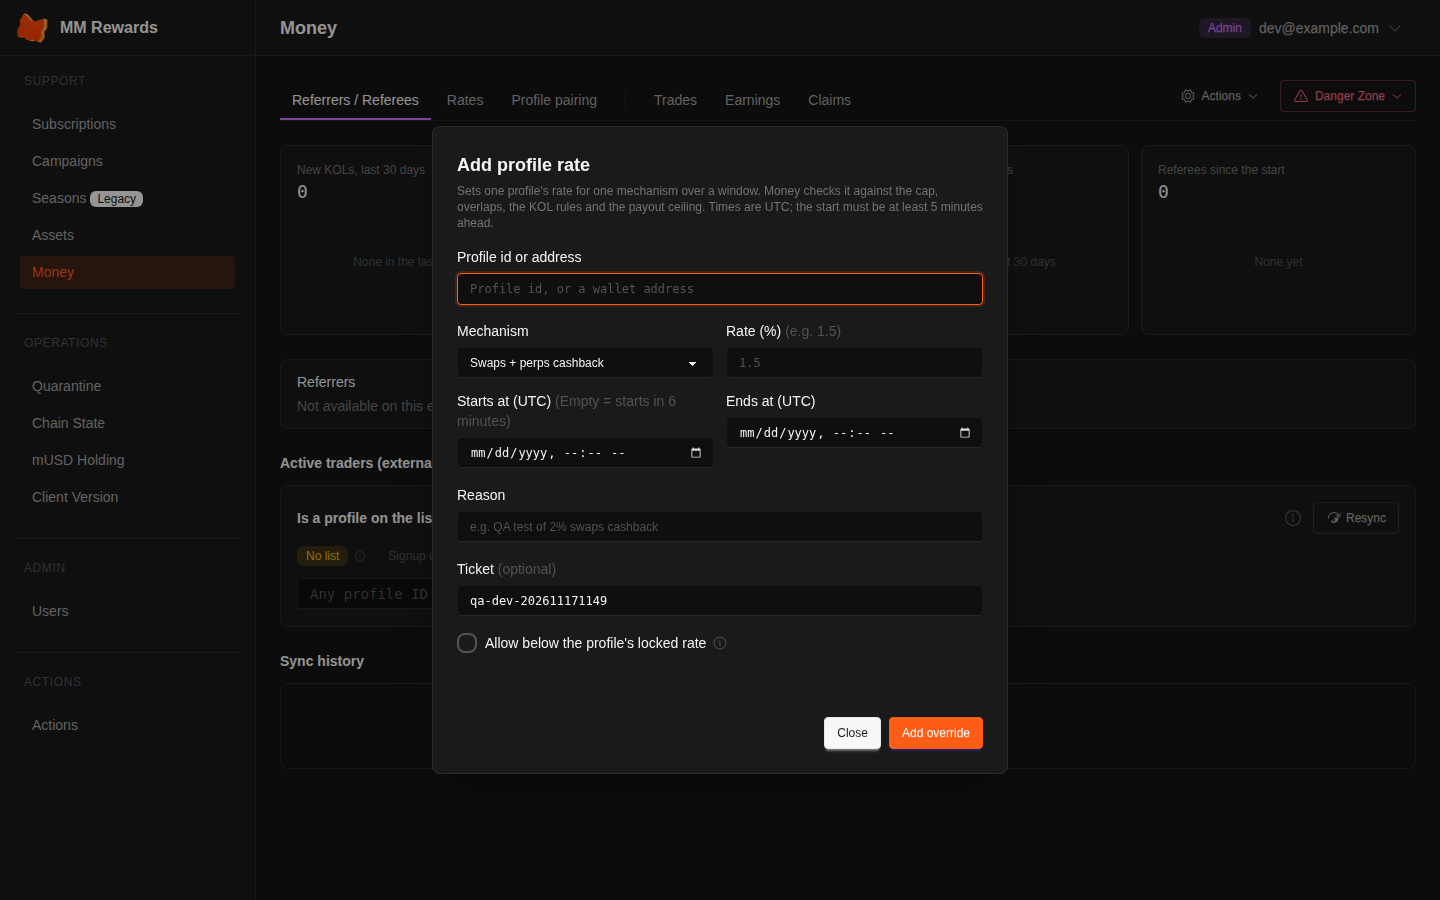 MM Rewards
Money
Admin
dev@example.com
SUPPORT
Subscriptions
Campaigns
Seasons Legacy
Assets
Money
OPERATIONS
Quarantine
Chain State
mUSD Holding
Client Version
ADMIN
Users
ACTIONS
Actions
Referrers / Referees
Rates
Profile pairing
Trades
Earnings
Claims
Actions
Danger Zone
New KOLs, last 30 days
0
None in the las
s
t 30 days
Referees since the start
0
None yet
Referrers
Not available on this e
Active traders (externa
Is a profile on the lis
No list
Signup
Any profile ID
Resync
Sync history
Add profile rate
Sets one profile's rate for one mechanism over a window. Money checks it against the cap,
overlaps, the KOL rules and the payout ceiling. Times are UTC; the start must be at least 5 minutes
ahead.
Profile id or address
Profile id, or a wallet address
Mechanism
Rate (%) (e.g. 1.5)
Swaps + perps cashback
1.5
Starts at (UTC) (Empty = starts in 6
minutes)
Ends at (UTC)
mm/dd/yyyy, --:-- --
mm/dd/yyyy, --:-- --
Reason
e.g. QA test of 2% swaps cashback
Ticket (optional)
qa-dev-202611171149
Allow below the profile's locked rate
Close
Add override